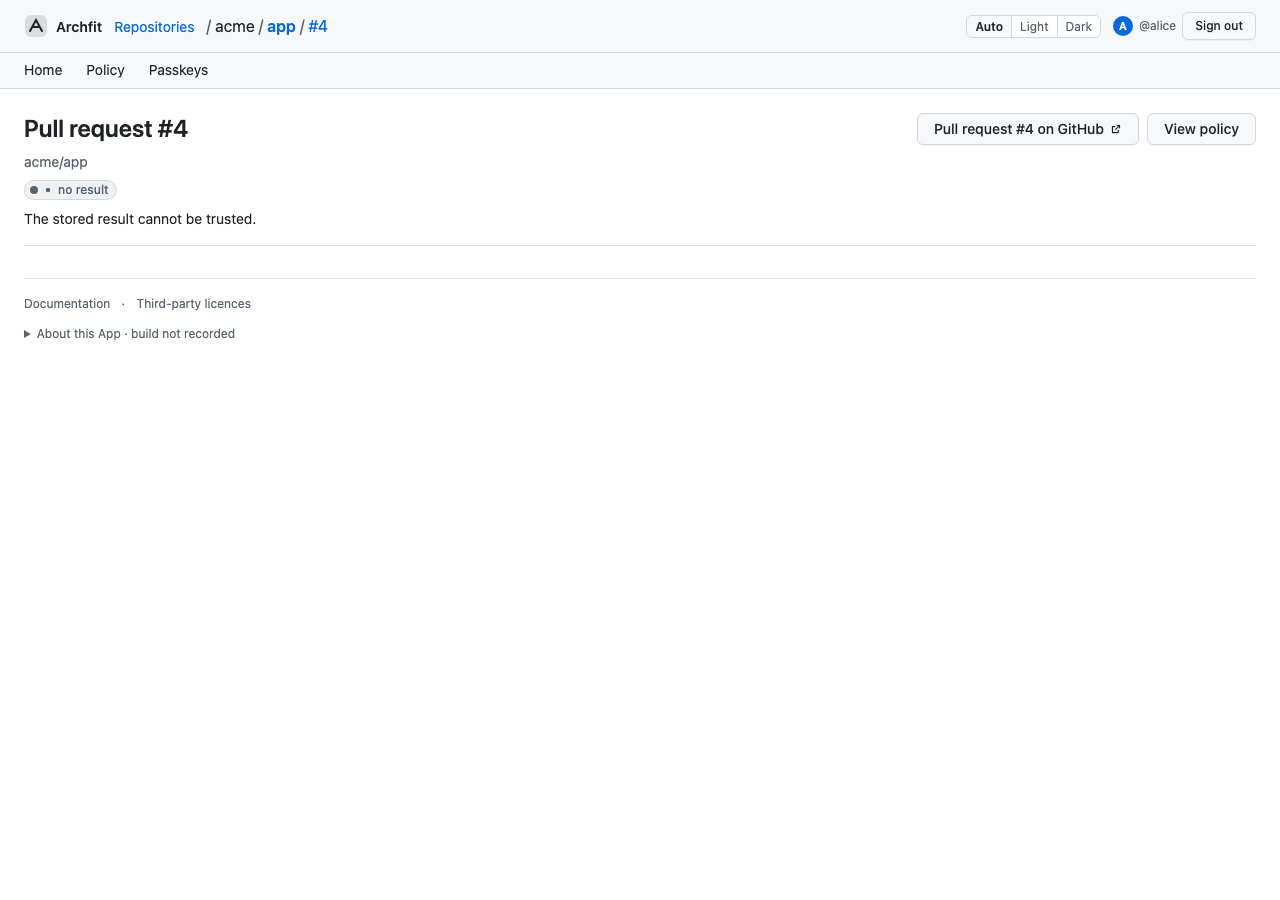 Archfit Repositories / acme / app / #4 Auto Light Dark A @alice Sign out
Home Policy Passkeys
Pull request #4 Pull request #4 on GitHub View policy
acme/app
no result
The stored result cannot be trusted.
Documentation · Third-party licences
About this App · build not recorded